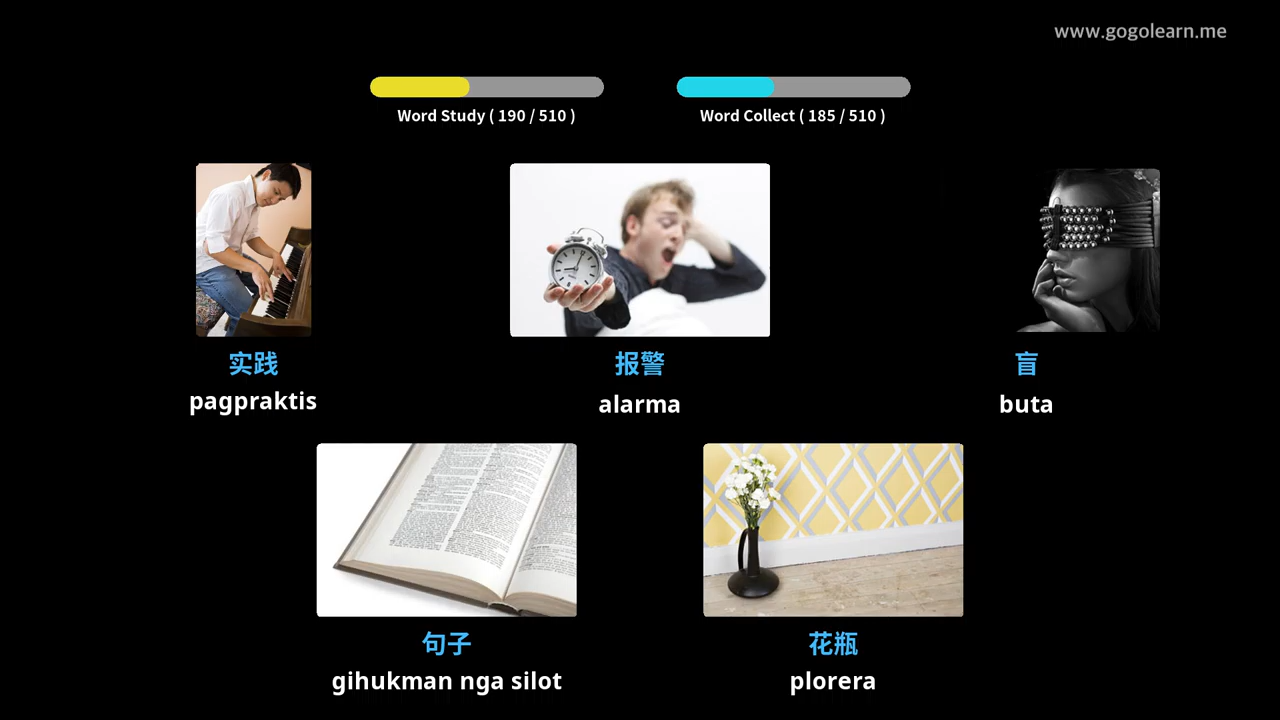 www.gogolearn.me
Word Study ( 190 / 510 )
Word Collect ( 185 / 510 )
实践
pagpraktis
报警
alarma
盲
buta
句子
gihukman nga silot
花瓶
plorera